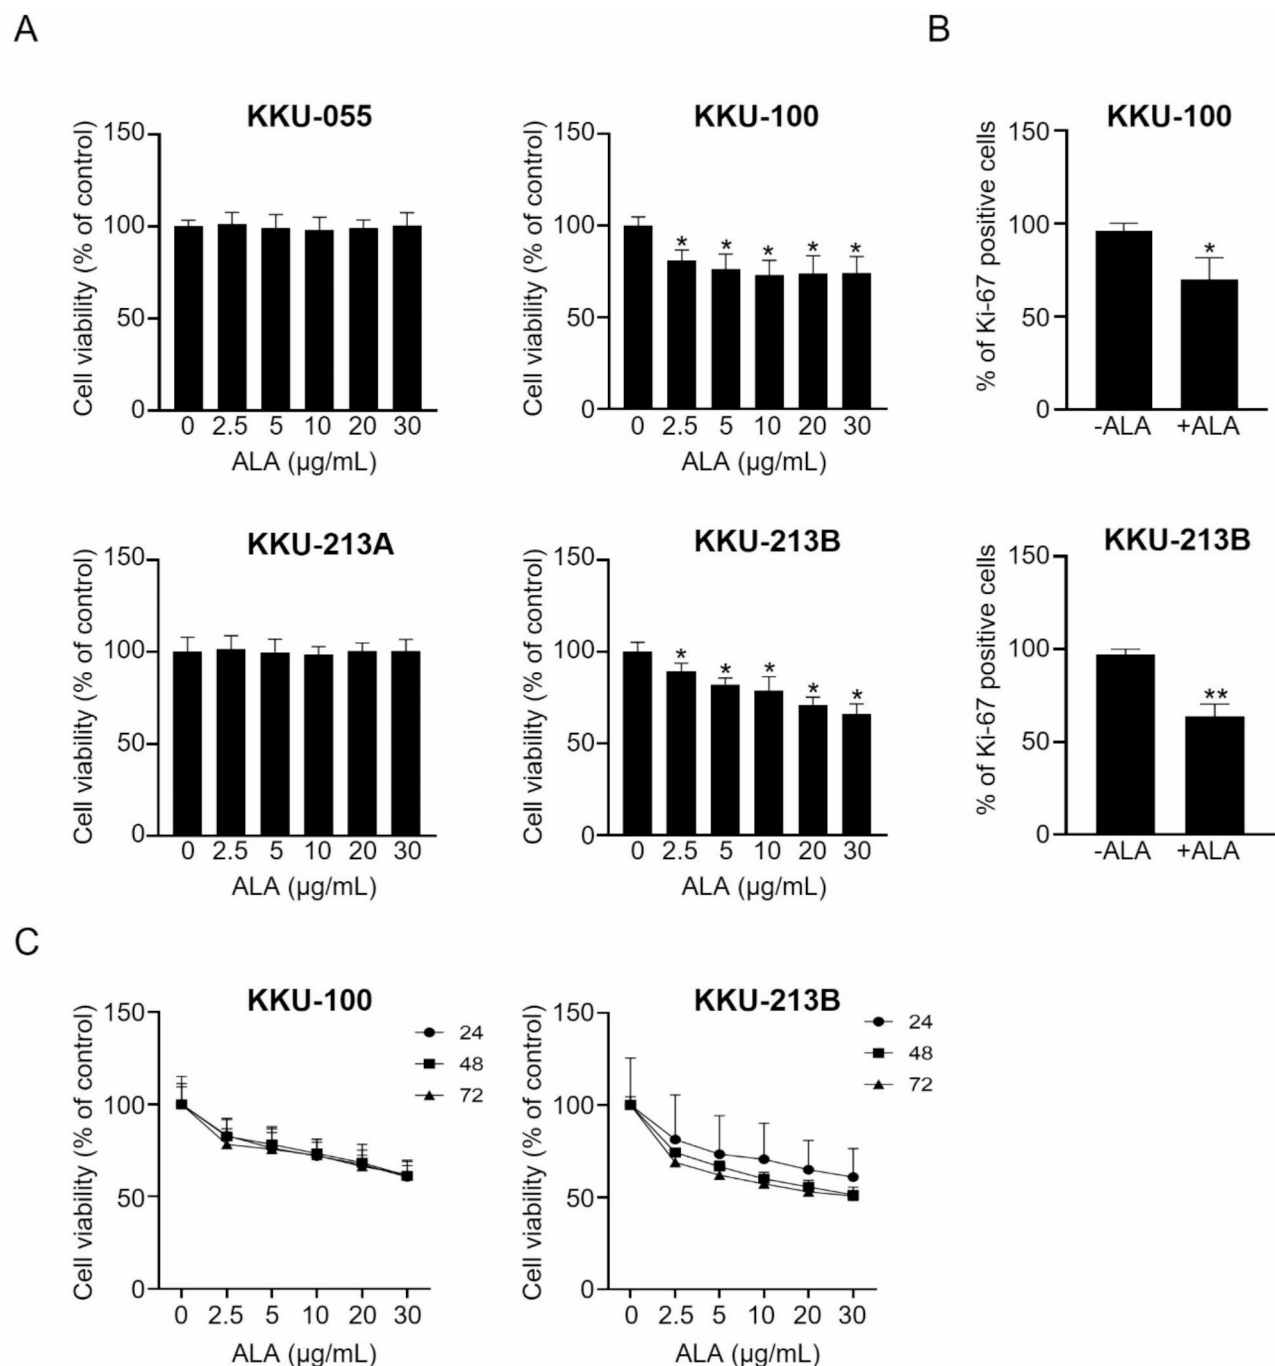 A
B
KKU-055
Cell viability (% of control)
150
100
50
0
0 2.5 5 10 20 30
ALA (µg/mL)
KKU-100
Cell viability (% of control)
150
100
50
0
* * * * *
0 2.5 5 10 20 30
ALA (µg/mL)
KKU-100
% of Ki-67 positive cells
150
100
50
0
*
-ALA +ALA
KKU-213A
Cell viability (% of control)
150
100
50
0
0 2.5 5 10 20 30
ALA (µg/mL)
KKU-213B
Cell viability (% of control)
150
100
50
0
* * * * *
0 2.5 5 10 20 30
ALA (µg/mL)
KKU-213B
% of Ki-67 positive cells
150
100
50
0
**
-ALA +ALA
C
KKU-100
Cell viability (% of control)
150
100
50
0
24
48
72
0 2.5 5 10 20 30
ALA (µg/mL)
KKU-213B
Cell viability (% of control)
150
100
50
0
24
48
72
0 2.5 5 10 20 30
ALA (µg/mL)